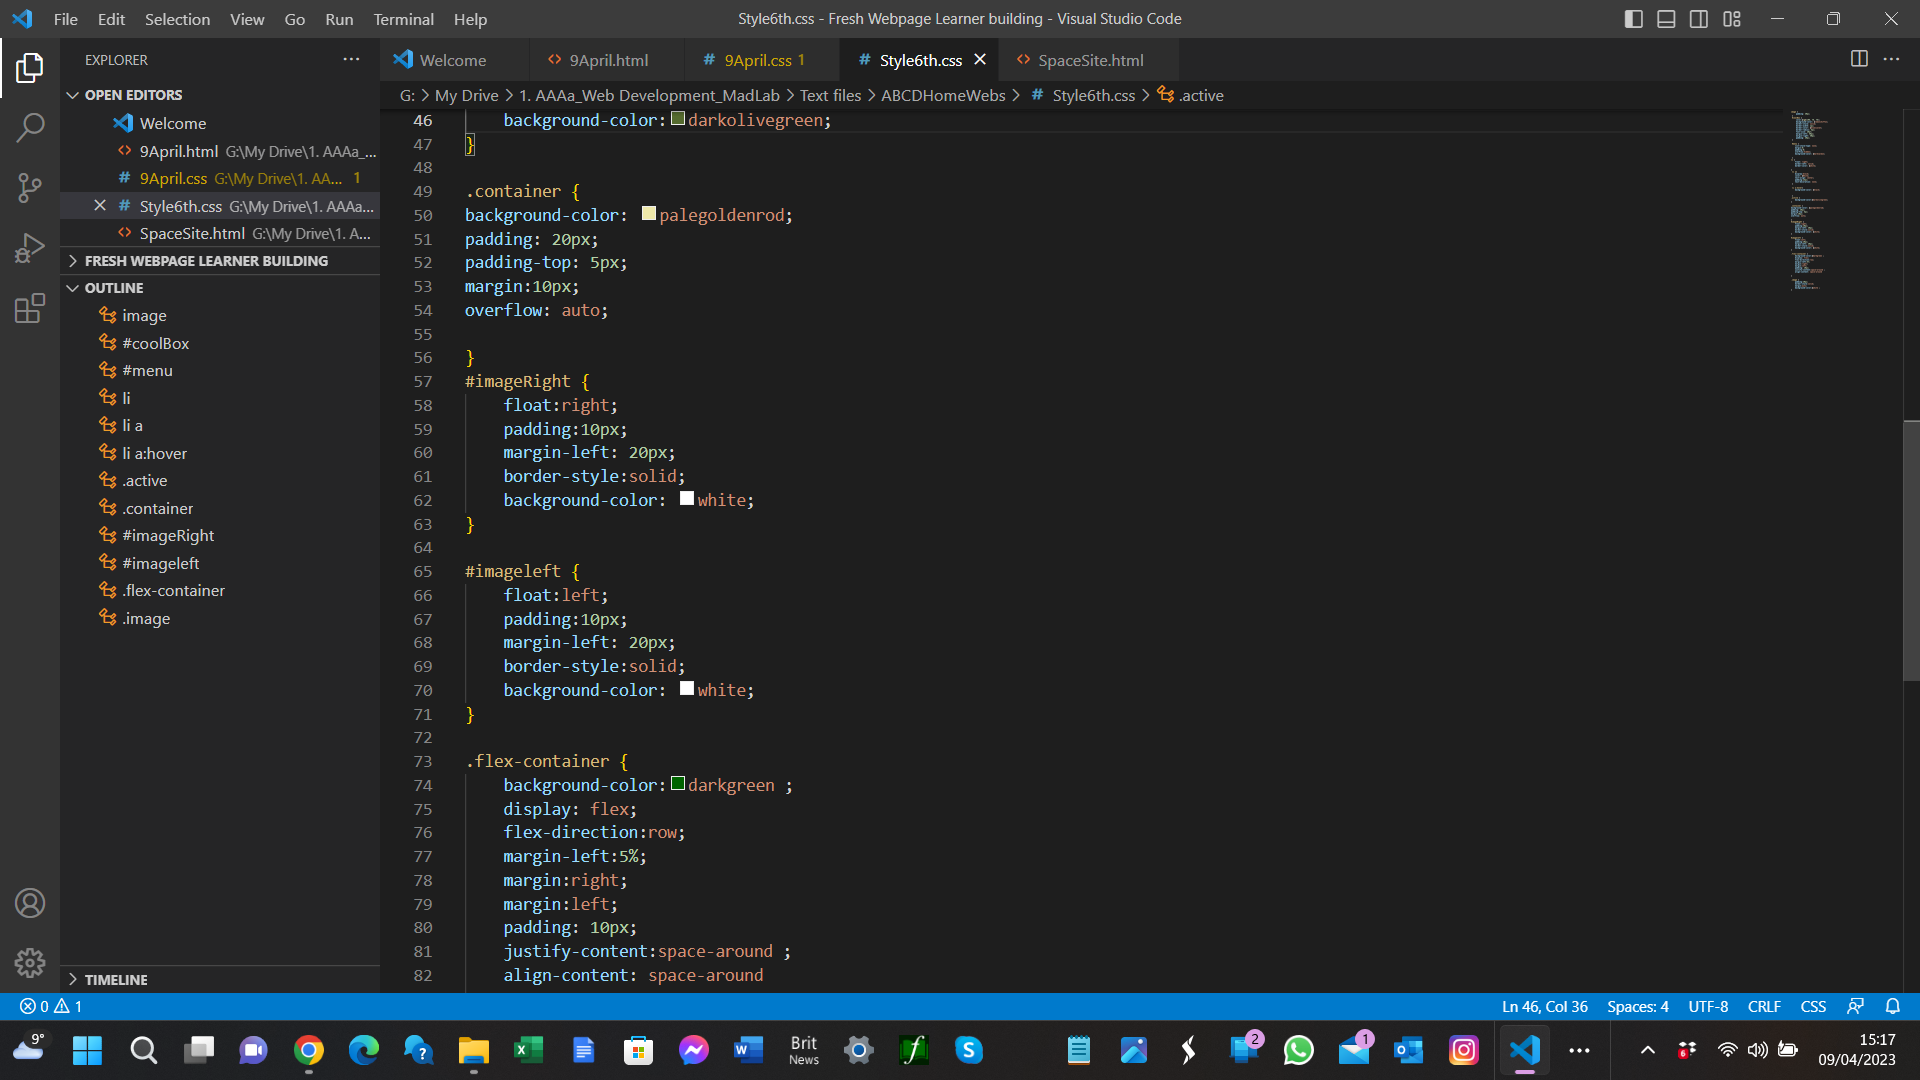 File Edit Selection View Go Run Terminal Help
Style6th.css - Fresh Webpage Learner building - Visual Studio Code
EXPLORER
Welcome
9April.html
# 9April.css 1
# Style6th.css
SpaceSite.html
G: > My Drive > 1. AAAa_Web Development_MadLab > Text files > ABCDHomeWebs > # Style6th.css > .active
OPEN EDITORS
Welcome
9April.html G:\My Drive\1. AAAa_...
# 9April.css G:\My Drive\1. AA... 1
# Style6th.css G:\My Drive\1. AAAa...
SpaceSite.html G:\My Drive\1. A...
FRESH WEBPAGE LEARNER BUILDING
OUTLINE
image
#coolBox
#menu
li
li a
li a:hover
.active
.container
#imageRight
#imageleft
.flex-container
.image
TIMELINE
46 background-color: darkolivegreen;
47 }
48
49 .container {
50 background-color: palegoldenrod;
51 padding: 20px;
52 padding-top: 5px;
53 margin:10px;
54 overflow: auto;
55
56 }
57 #imageRight {
58 float:right;
59 padding:10px;
60 margin-left: 20px;
61 border-style:solid;
62 background-color: white;
63 }
64
65 #imageleft {
66 float:left;
67 padding:10px;
68 margin-left: 20px;
69 border-style:solid;
70 background-color: white;
71 }
72
73 .flex-container {
74 background-color: darkgreen ;
75 display: flex;
76 flex-direction:row;
77 margin-left:5%;
78 margin:right;
79 margin:left;
80 padding: 10px;
81 justify-content:space-around ;
82 align-content: space-around
0 1
Ln 46, Col 36 Spaces: 4 UTF-8 CRLF CSS
9°
Brit
News
2
1
6
15:17
09/04/2023